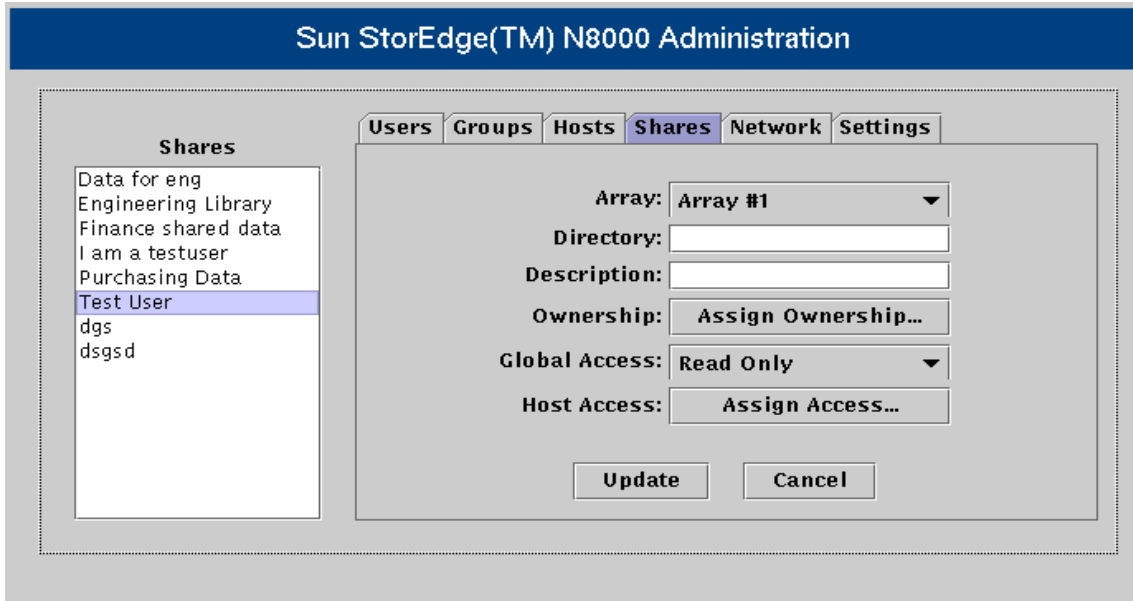 Sun StorEdge(TM) N8000 Administration
Users Groups Hosts Shares Network Settings
Shares
Data for eng
Engineering Library
Finance shared data
I am a testuser
Purchasing Data
Test User
dgs
dsgsd
Array: Array #1
Directory:
Description:
Ownership: Assign Ownership...
Global Access: Read Only
Host Access: Assign Access...
Update Cancel